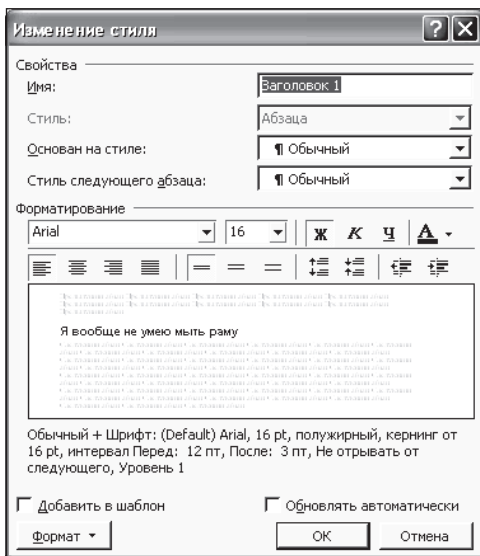 Изменение стиля
Свойства
Имя: Ваголовок 1
Стиль: Абзаца
Основан на стиле: ¶ Обычный
Стиль следующего абзаца: ¶ Обычный
Форматирование
Arial 16 Ж К Ч A
Я вообще не умею мыть раму
Обычный + Шрифт: (Default) Arial, 16 pt, полужирный, кернинг от
16 pt, интервал Перед: 12 пт, После: 3 пт, Не отрывать от
следующего, Уровень 1
Добавить в шаблон Обновлять автоматически
Формат ОК Отмена